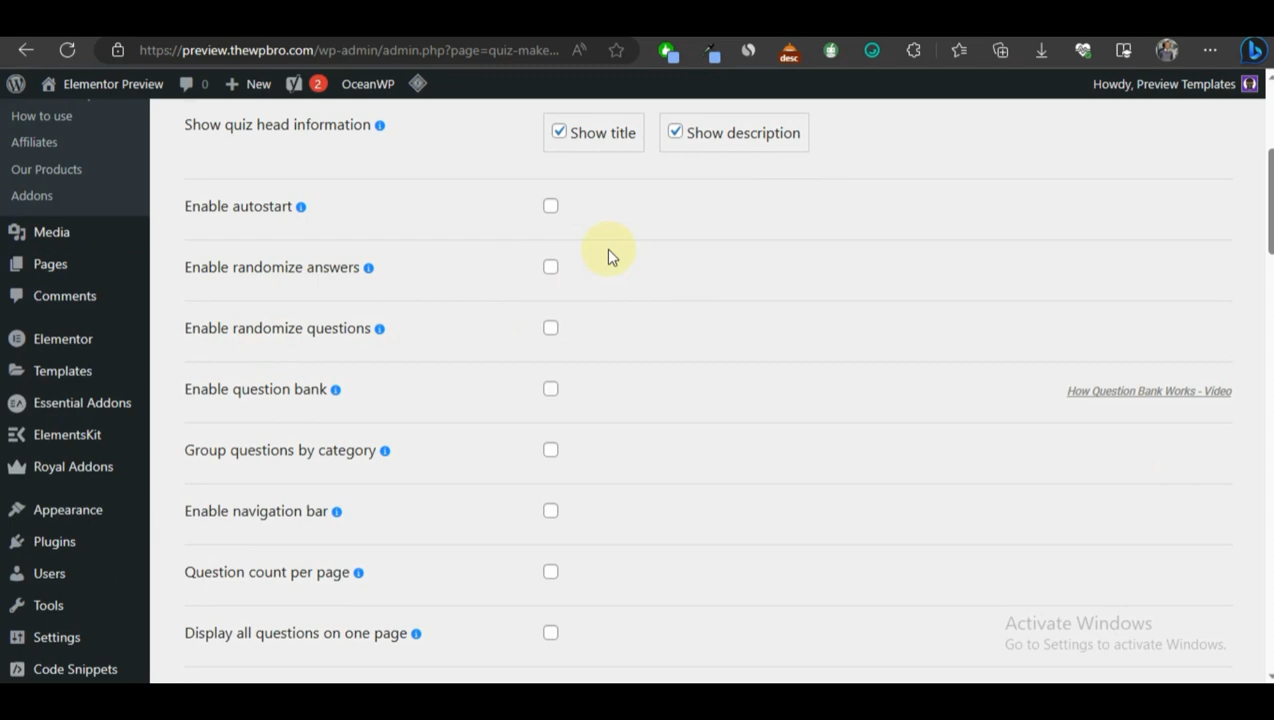 https://preview.thewpbro.com/wp-admin/admin.php?page=quiz-make...
desc
Elementor Preview
0
New
2
OceanWP
Howdy, Preview Templates
How to use
Affiliates
Our Products
Addons
Media
Pages
Comments
Elementor
Templates
Essential Addons
ElementsKit
Royal Addons
Appearance
Plugins
Users
Tools
Settings
Code Snippets
Show quiz head information
Show title
Show description
Enable autostart
Enable randomize answers
Enable randomize questions
Enable question bank
How Question Bank Works - Video
Group questions by category
Enable navigation bar
Question count per page
Display all questions on one page
Activate Windows
Go to Settings to activate Windows.